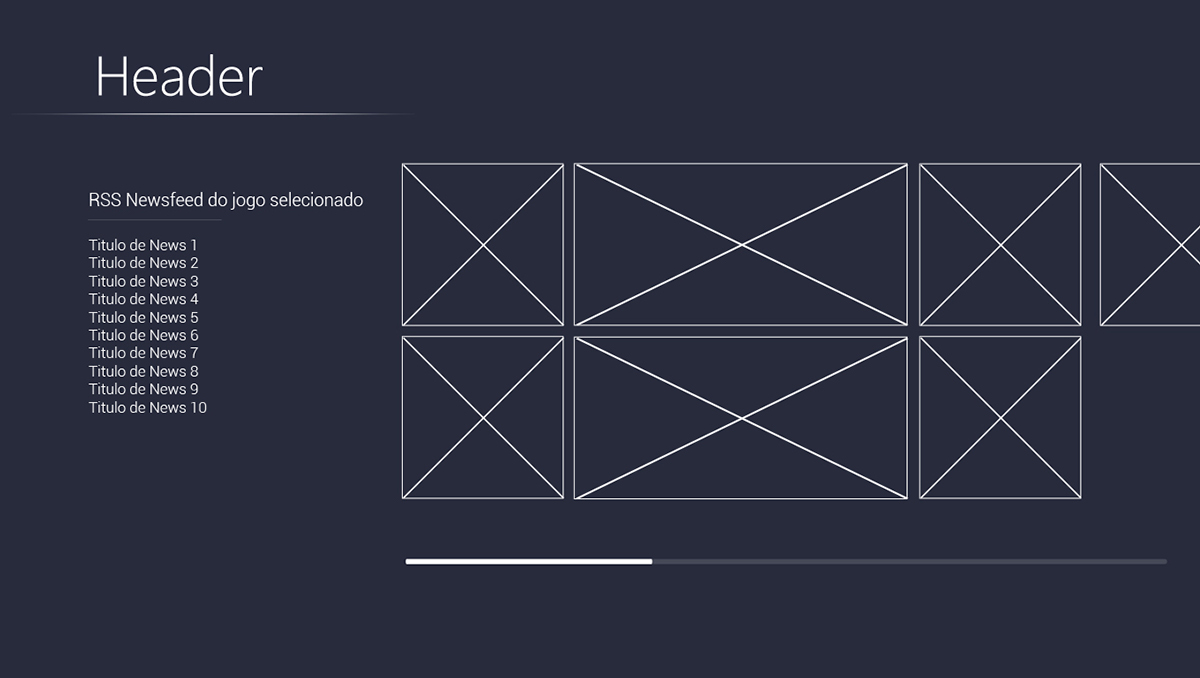 Header
RSS Newsfeed do jogo selecionado
Titulo de News 1
Titulo de News 2
Titulo de News 3
Titulo de News 4
Titulo de News 5
Titulo de News 6
Titulo de News 7
Titulo de News 8
Titulo de News 9
Titulo de News 10